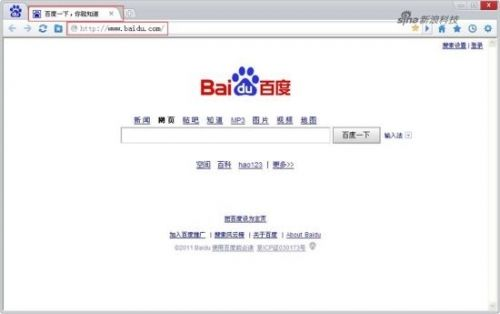 百度一下，你就知道
sina 新浪科技
http://www.baidu.com/
搜索设置 | 登录
Bai du 百度
新闻 网页 贴吧 知道 MP3 图片 视频 地图
百度一下 输入法
空间 百科 hao123 | 更多>>
把百度设为主页
加入百度推广 | 搜索风云榜 | 关于百度 | About Baidu
©2011 Baidu 使用百度前必读 京ICP证030173号